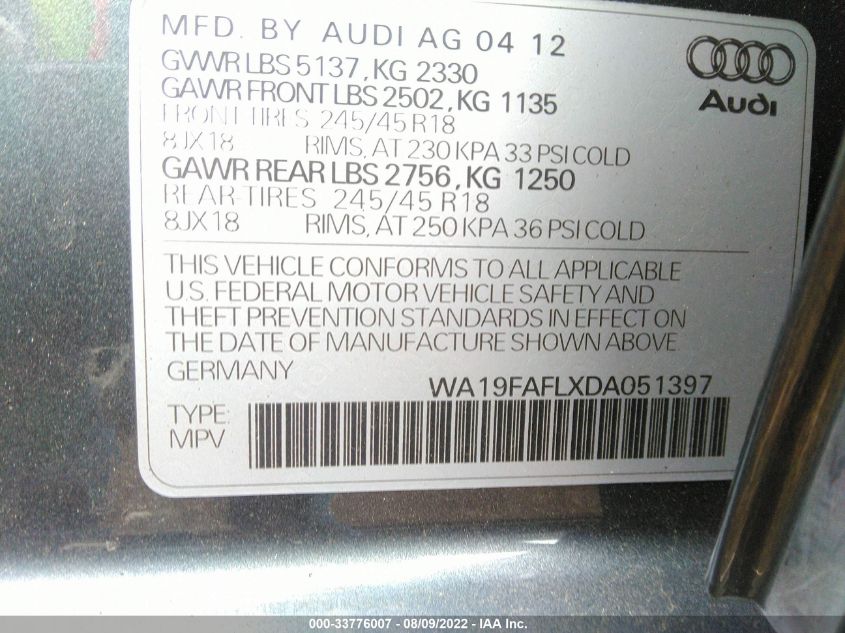 MFD. BY AUDI AG 04 12
GVWR LBS 5137, KG 2330
GAWR FRONT LBS 2502, KG 1135
FRONT-TIRES 245/45 R18
8JX18 RIMS, AT 230 KPA 33 PSI COLD
GAWR REAR LBS 2756, KG 1250
REAR-TIRES 245/45 R18
8JX18 RIMS, AT 250 KPA 36 PSI COLD
Audi
THIS VEHICLE CONFORMS TO ALL APPLICABLE
U.S. FEDERAL MOTOR VEHICLE SAFETY AND
THEFT PREVENTION STANDARDS IN EFFECT ON
THE DATE OF MANUFACTURE SHOWN ABOVE
GERMANY WA19FAFLXDA051397
TYPE:
MPV
000-33776007 - 08/09/2022 - IAA Inc.